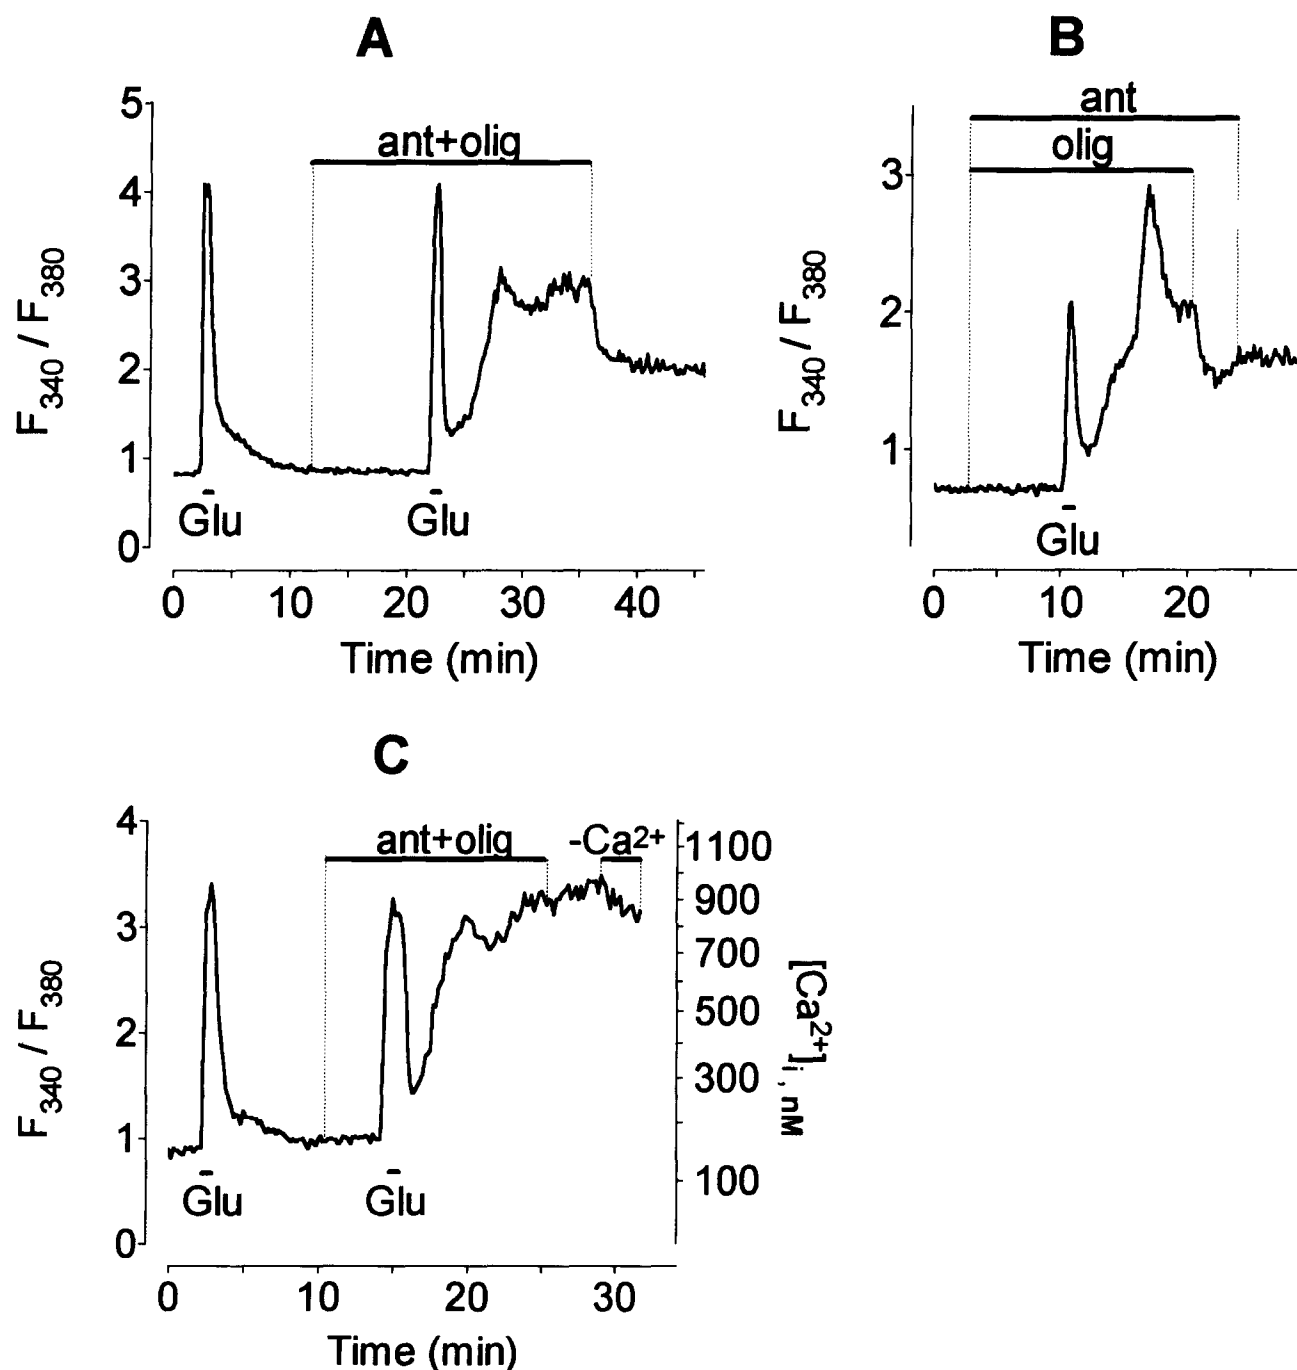 A
5
4
3
2
1
0
F340 / F380
ant+olig
Glu
Glu
0 10 20 30 40
Time (min)
B
3
2
1
F340 / F380
ant
olig
Glu
0 10 20
Time (min)
C
4
3
2
1
0
F340 / F380
ant+olig
-Ca2+
Glu
Glu
1100
900
700
500
300
100
[Ca2+]i, nM
0 10 20 30
Time (min)